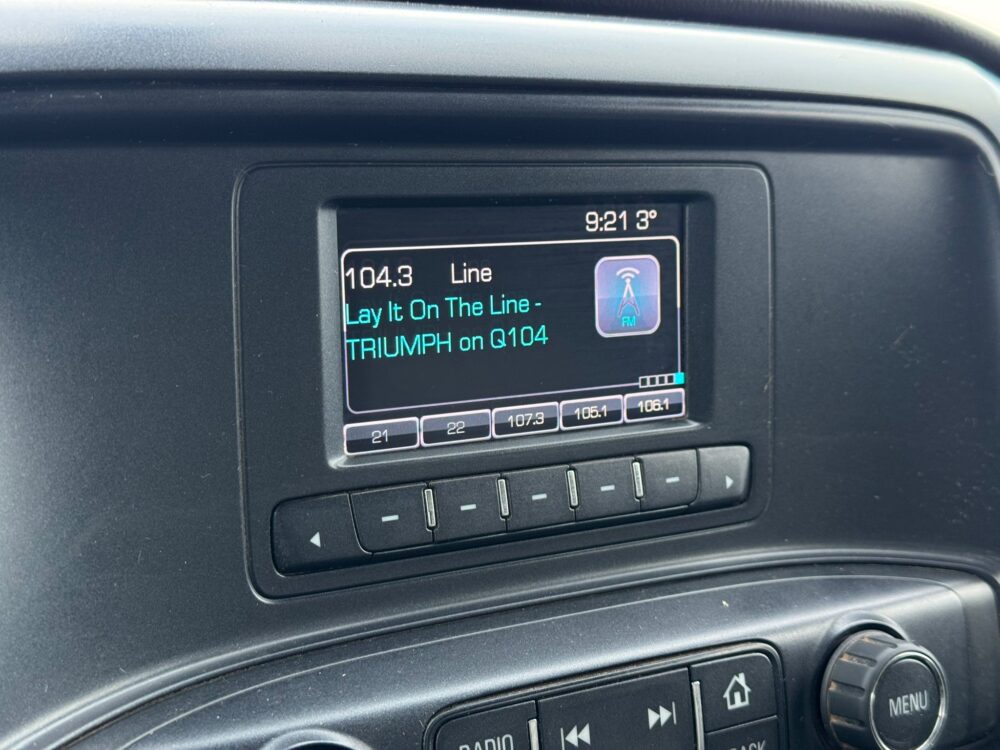 9:21 3°
104.3 Line
Lay It On The Line -
TRIUMPH on Q104
FM
21 22 107.3 105.1 106.1
MENU
RADIO
BACK